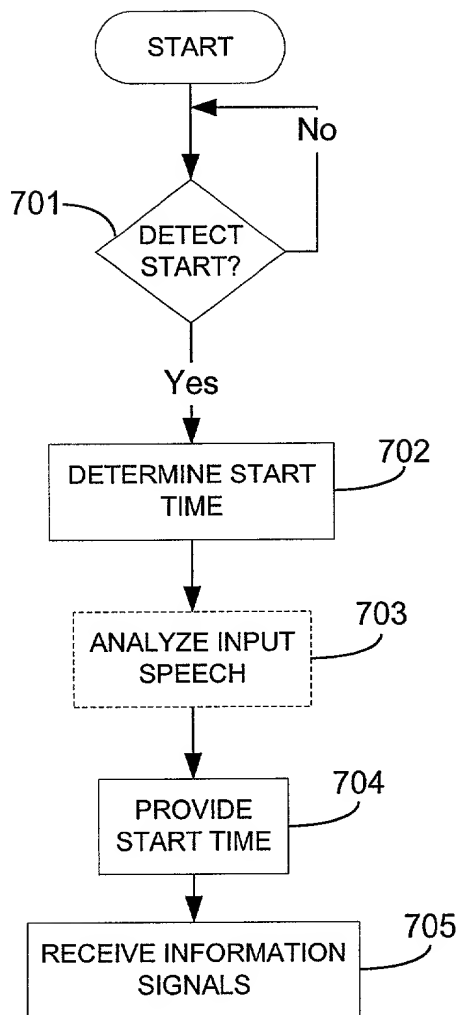 START
No
701
DETECT
START?
Yes
702
DETERMINE START
TIME
703
ANALYZE INPUT
SPEECH
704
PROVIDE
START TIME
705
RECEIVE INFORMATION
SIGNALS